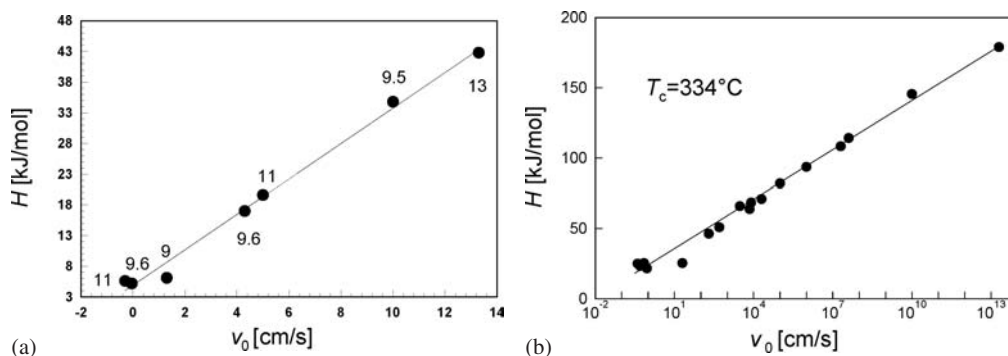 48
43
38
33
28
23
18
13
8
3
H [kJ/mol]
11
9.6
9
9.6
11
9.5
13
-2 0 2 4 6 8 10 12 14
v₀ [cm/s]
(a)
200
150
100
50
0
H [kJ/mol]
T_c=334°C
10⁻² 10¹ 10⁴ 10⁷ 10¹⁰ 10¹³
v₀ [cm/s]
(b)